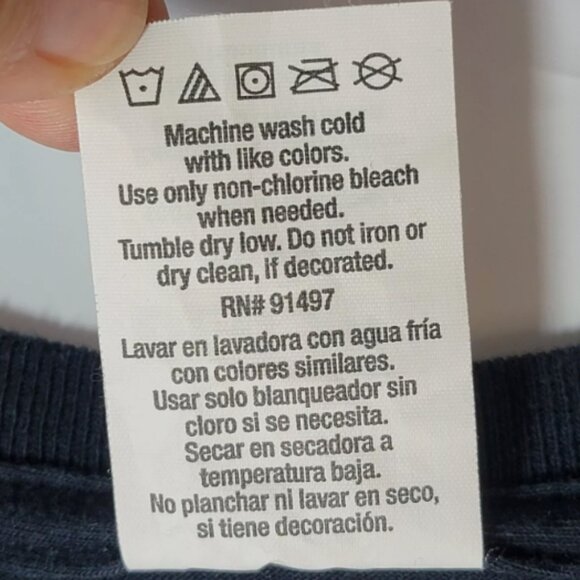 Machine wash cold
with like colors.
Use only non-chlorine bleach
when needed.
Tumble dry low. Do not iron or
dry clean, if decorated.
RN# 91497
Lavar en lavadora con agua fría
con colores similares.
Usar solo blanqueador sin
cloro si se necesita.
Secar en secadora a
temperatura baja.
No planchar ni lavar en seco,
si tiene decoración.